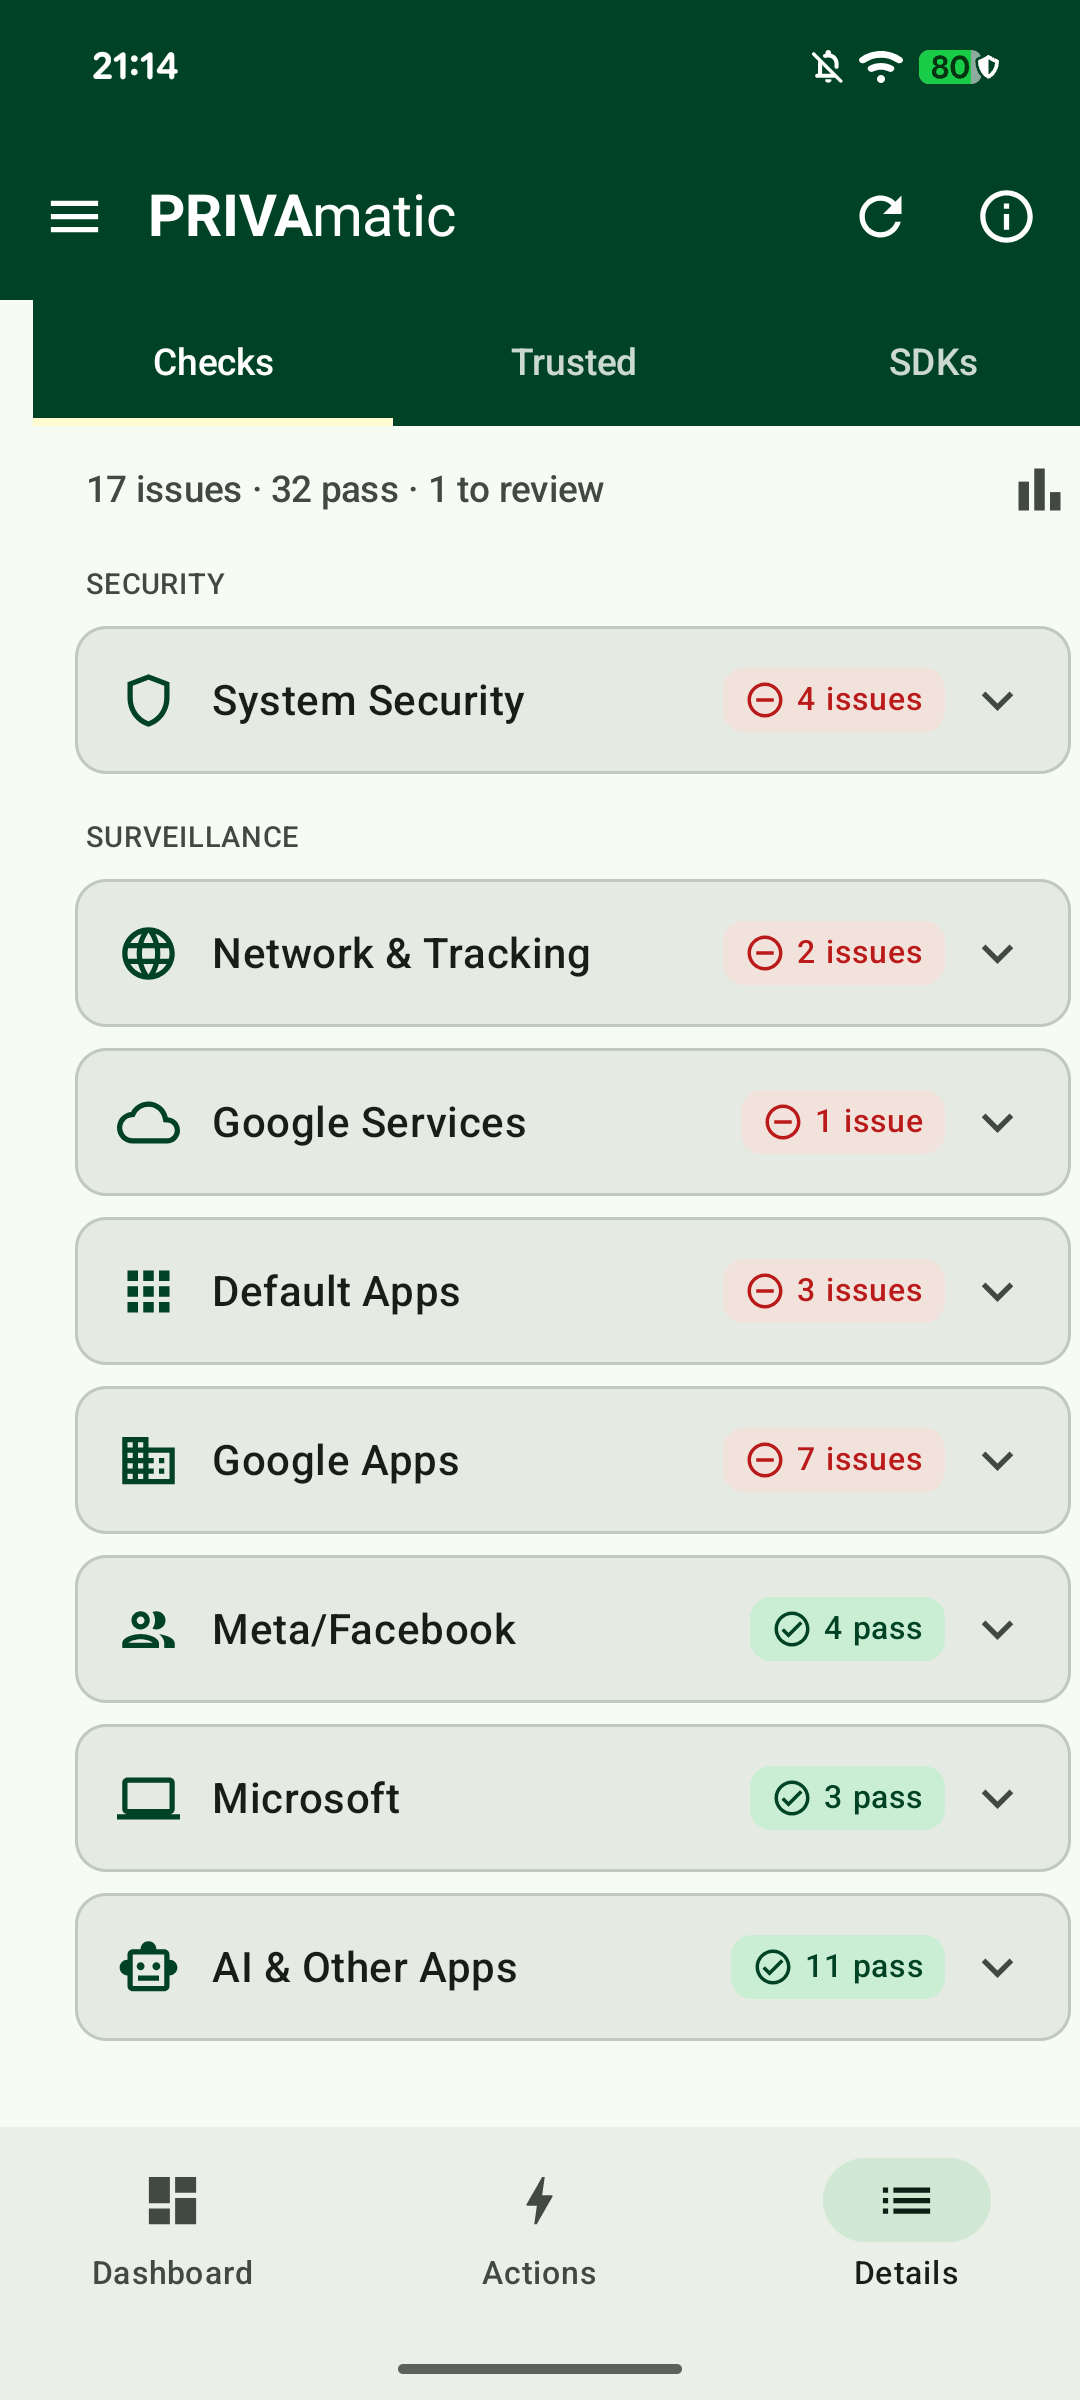 21:14
80
PRIVAmatic
Checks
Trusted
SDKs
17 issues · 32 pass · 1 to review
SECURITY
System Security
4 issues
SURVEILLANCE
Network & Tracking
2 issues
Google Services
1 issue
Default Apps
3 issues
Google Apps
7 issues
Meta/Facebook
4 pass
Microsoft
3 pass
AI & Other Apps
11 pass
Dashboard
Actions
Details